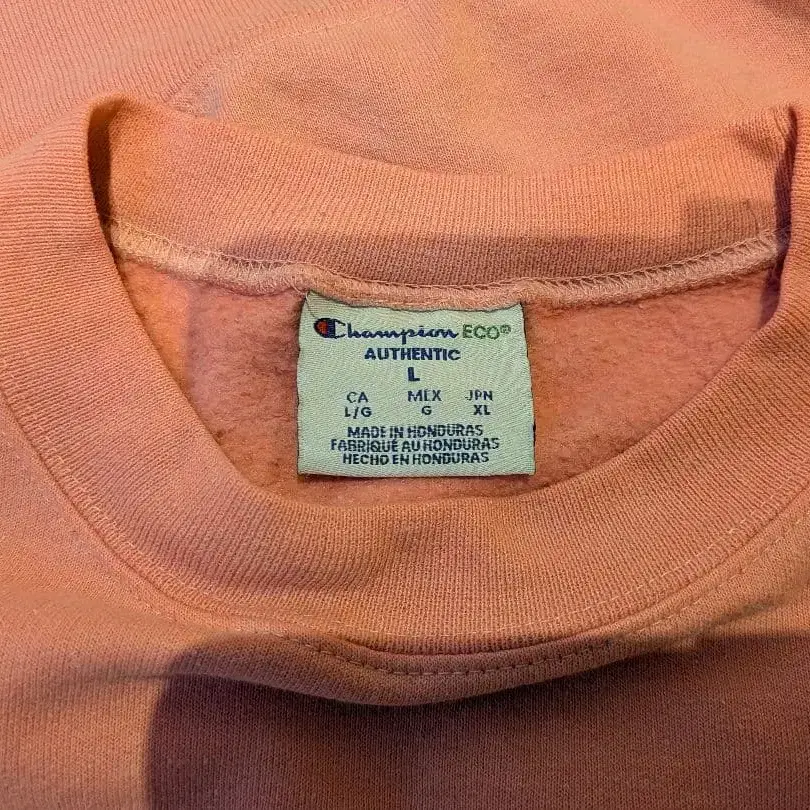 Champion ECO®
AUTHENTIC
L
CA MEX JPN
L/G G XL
MADE IN HONDURAS
FABRIQUÉ AU HONDURAS
HECHO EN HONDURAS